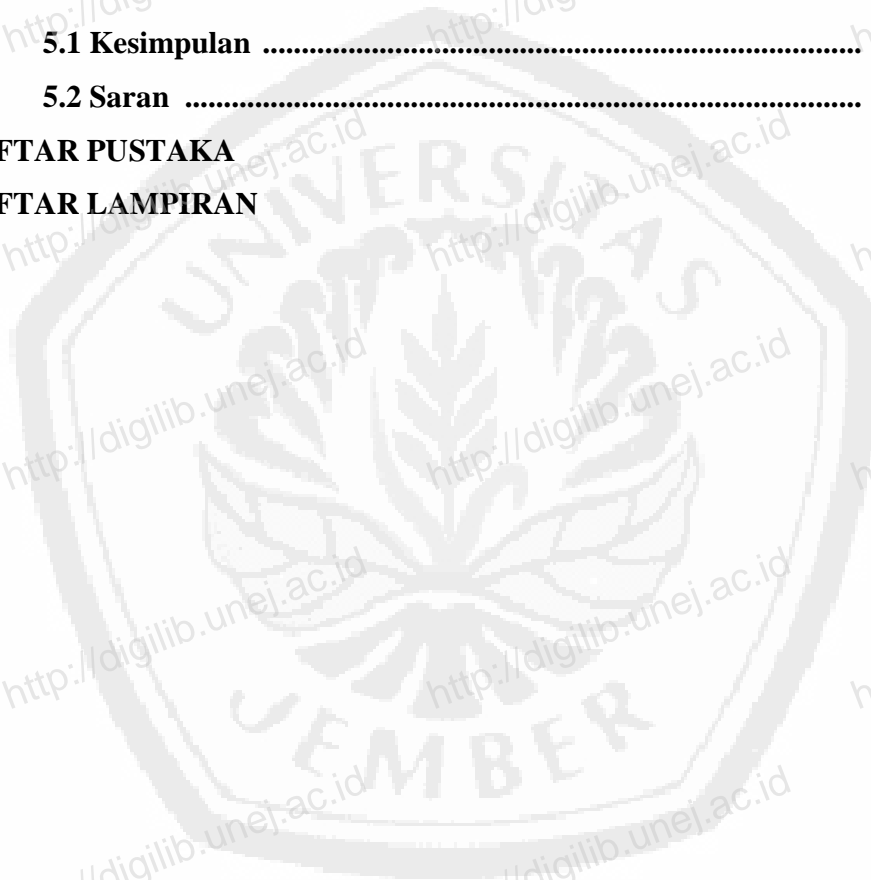 5.1 Kesimpulan ..............................................................................
5.2 Saran ........................................................................................
FTAR PUSTAKA
FTAR LAMPIRAN
UNIVERSITAS
JEMBER
http://digilib.unej.ac.id
http://digilib.unej.ac.id
http://digilib.unej.ac.id
http://digilib.unej.ac.id
http://digilib.unej.ac.id
http://digilib.unej.ac.id
//digilib.unej.ac.id
//digilib.unej.ac.id